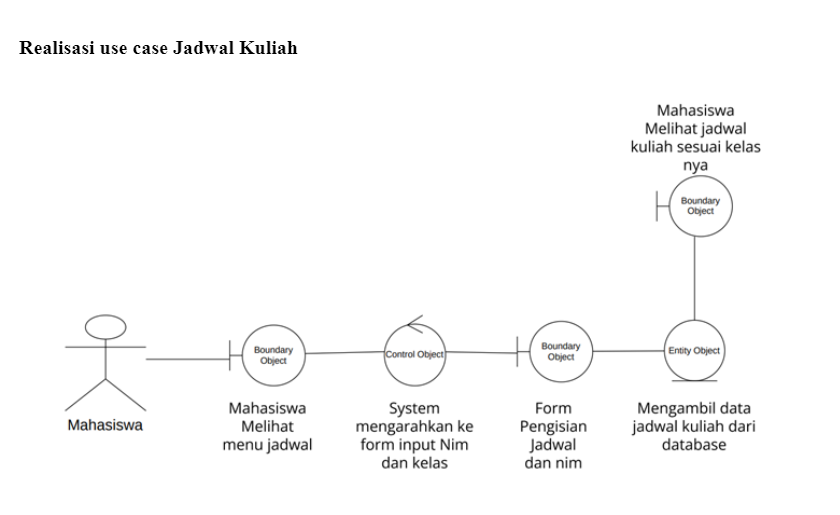 Realisasi use case Jadwal Kuliah
Mahasiswa
Melihat jadwal
kuliah sesuai kelas
nya
Boundary
Object
Boundary
Object
Control Object
Boundary
Object
Entity Object
Mahasiswa
Mahasiswa
Melihat
menu jadwal
System
mengarahkan ke
form input Nim
dan kelas
Form
Pengisian
Jadwal
dan nim
Mengambil data
jadwal kuliah dari
database